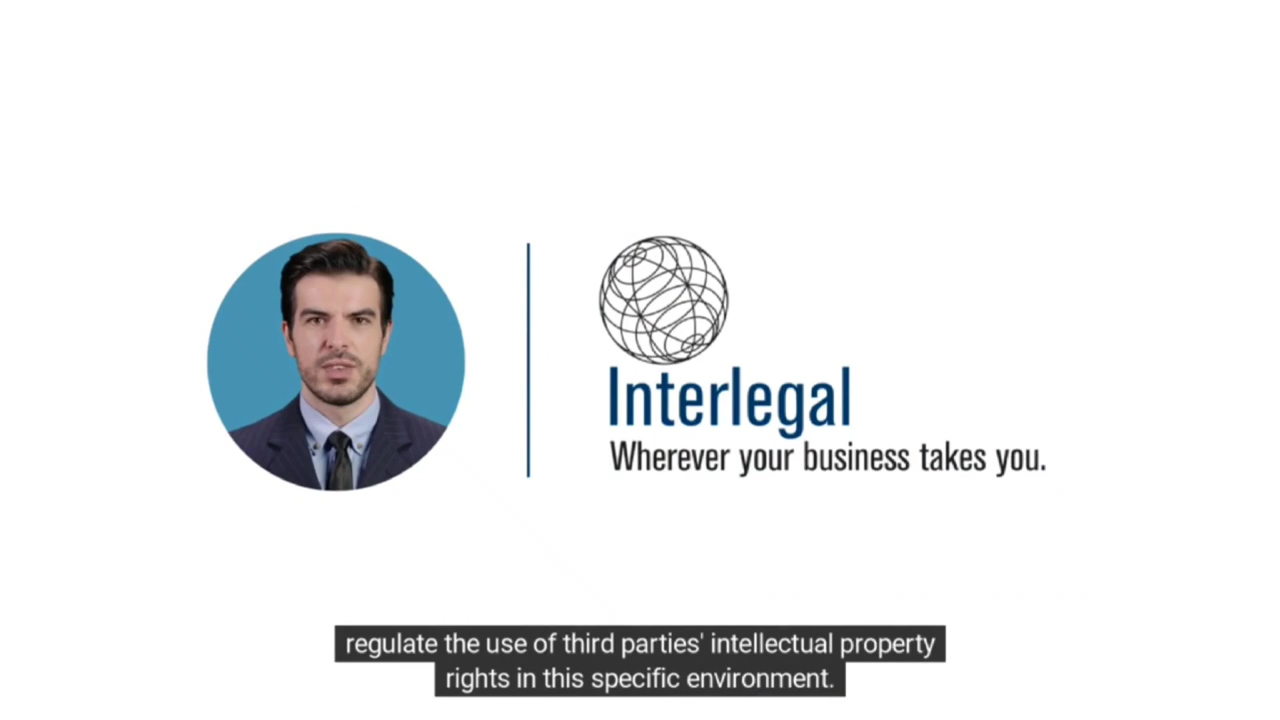 Interlegal
Wherever your business takes you.
regulate the use of third parties' intellectual property
rights in this specific environment.